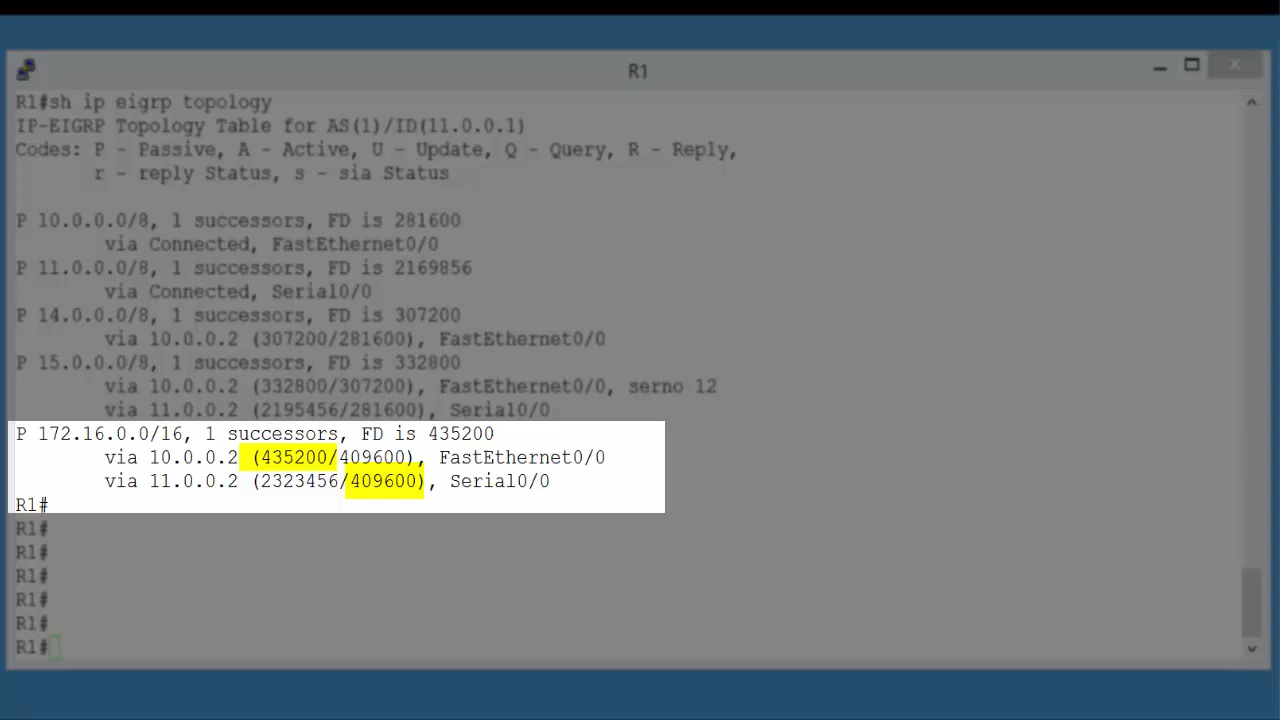 R1
R1#sh ip eigrp topology
IP-EIGRP Topology Table for AS(1)/ID(11.0.0.1)
Codes: P - Passive, A - Active, U - Update, Q - Query, R - Reply,
r - reply Status, s - sia Status
P 10.0.0.0/8, 1 successors, FD is 281600
via Connected, FastEthernet0/0
P 11.0.0.0/8, 1 successors, FD is 2169856
via Connected, Serial0/0
P 14.0.0.0/8, 1 successors, FD is 307200
via 10.0.0.2 (307200/281600), FastEthernet0/0
P 15.0.0.0/8, 1 successors, FD is 332800
via 10.0.0.2 (332800/307200), FastEthernet0/0, serno 12
via 11.0.0.2 (2195456/281600), Serial0/0
P 172.16.0.0/16, 1 successors, FD is 435200
via 10.0.0.2 (435200/409600), FastEthernet0/0
via 11.0.0.2 (2323456/409600), Serial0/0
R1#
R1#
R1#
R1#
R1#
R1#
R1#